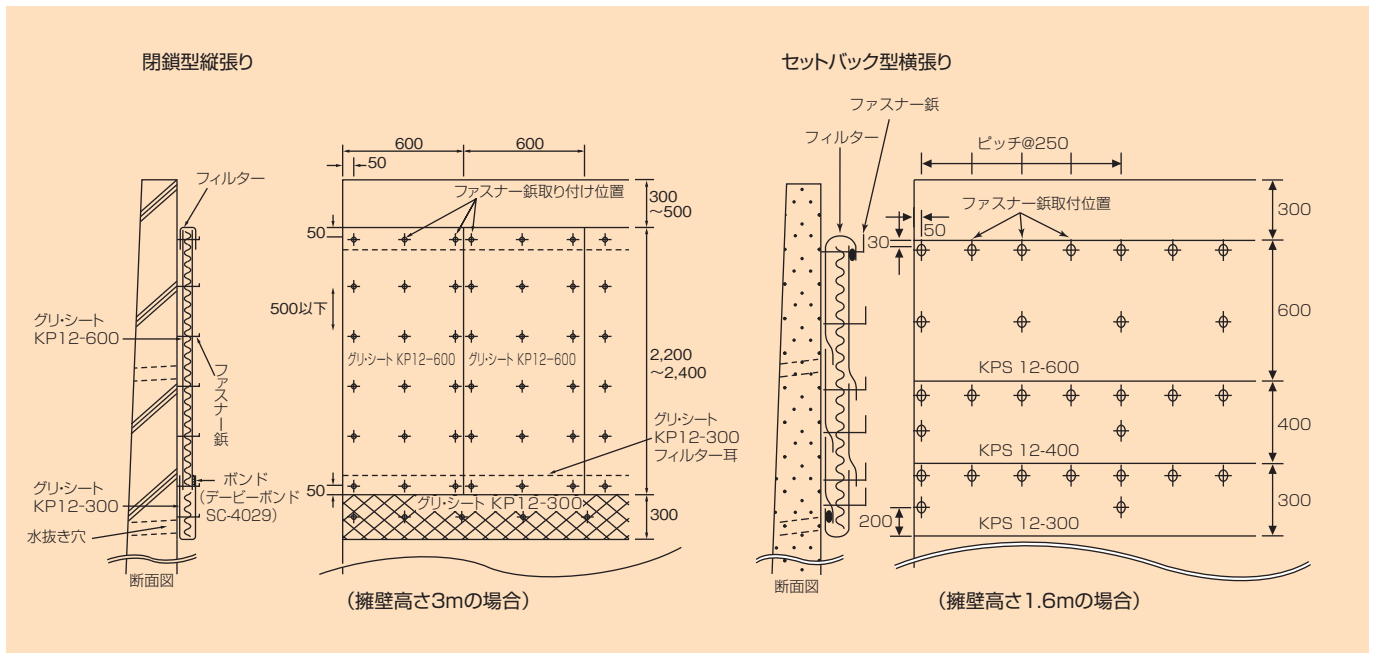 閉鎖型縦張り
フィルター
グリ・シート
KP12-600
ファスナー鋲
グリ・シート
KP12-300
ボンド
(デービーボンド
SC-4029)
水抜き穴
断面図
600
600
50
ファスナー鋲取り付け位置
300
～500
50
500以下
グリ・シート KP12-600
グリ・シート KP12-600
2,200
～2,400
グリ・シート
KP12-300
フィルター耳
50
グリ・シート KP12-300
300
(擁壁高さ3mの場合)
セットバック型横張り
ファスナー鋲
フィルター
ピッチ@250
ファスナー鋲取付位置
50
30
300
600
KPS 12-600
400
KPS 12-400
300
200
KPS 12-300
断面図
(擁壁高さ1.6mの場合)